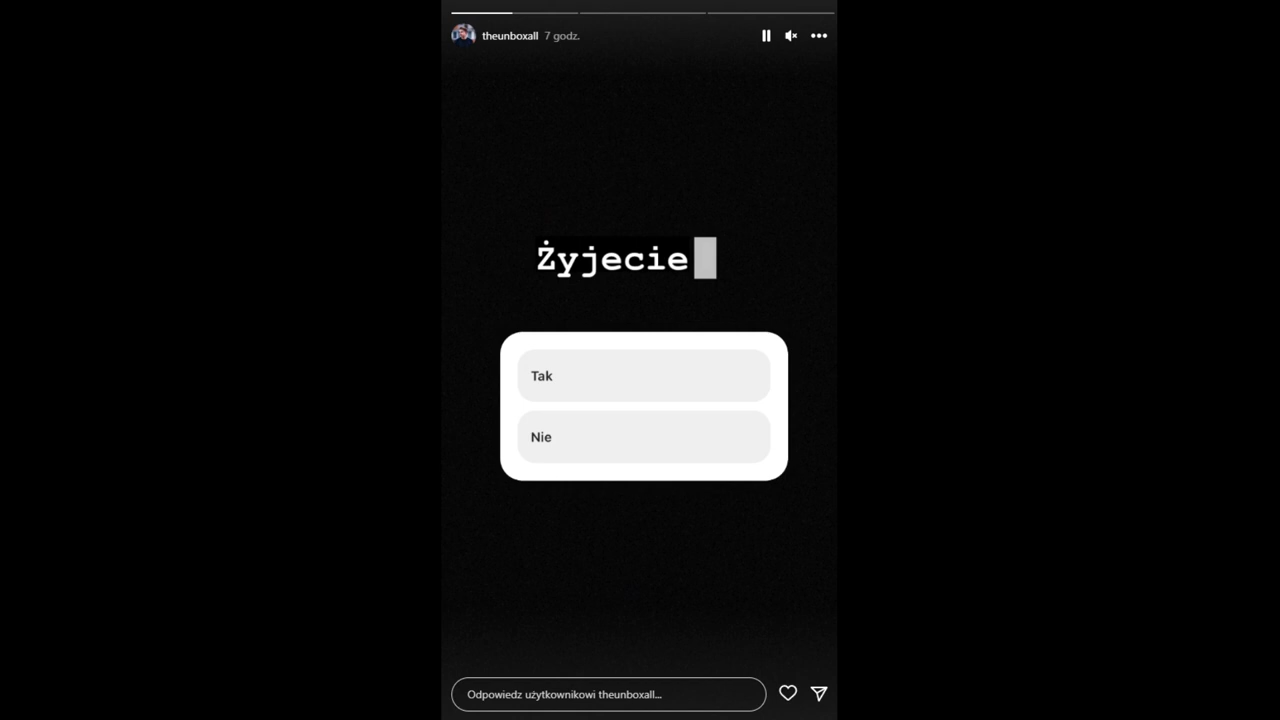 theunboxall 7 godz.
Żyjecie
Tak
Nie
Odpowiedz użytkownikowi theunboxall...